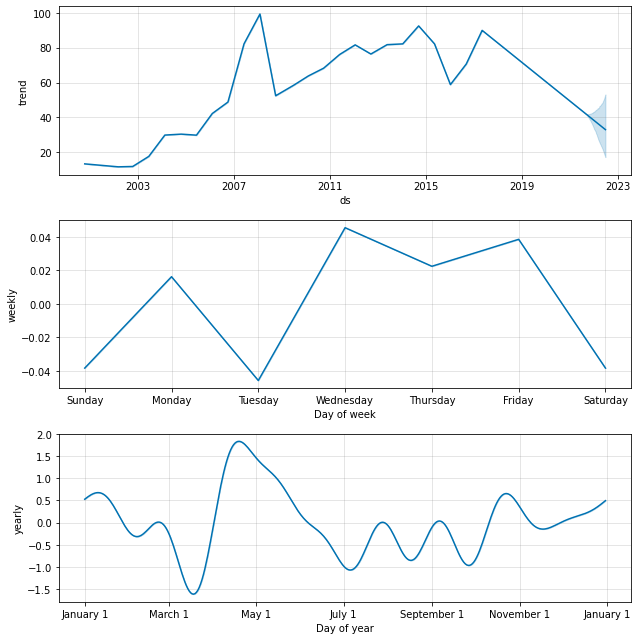 100
80
60
40
20
trend
2003 2007 2011 2015 2019 2023
ds
0.04
0.02
0.00
−0.02
−0.04
weekly
Sunday Monday Tuesday Wednesday Thursday Friday Saturday
Day of week
2.0
1.5
1.0
0.5
0.0
−0.5
−1.0
−1.5
yearly
January 1 March 1 May 1 July 1 September 1 November 1 January 1
Day of year